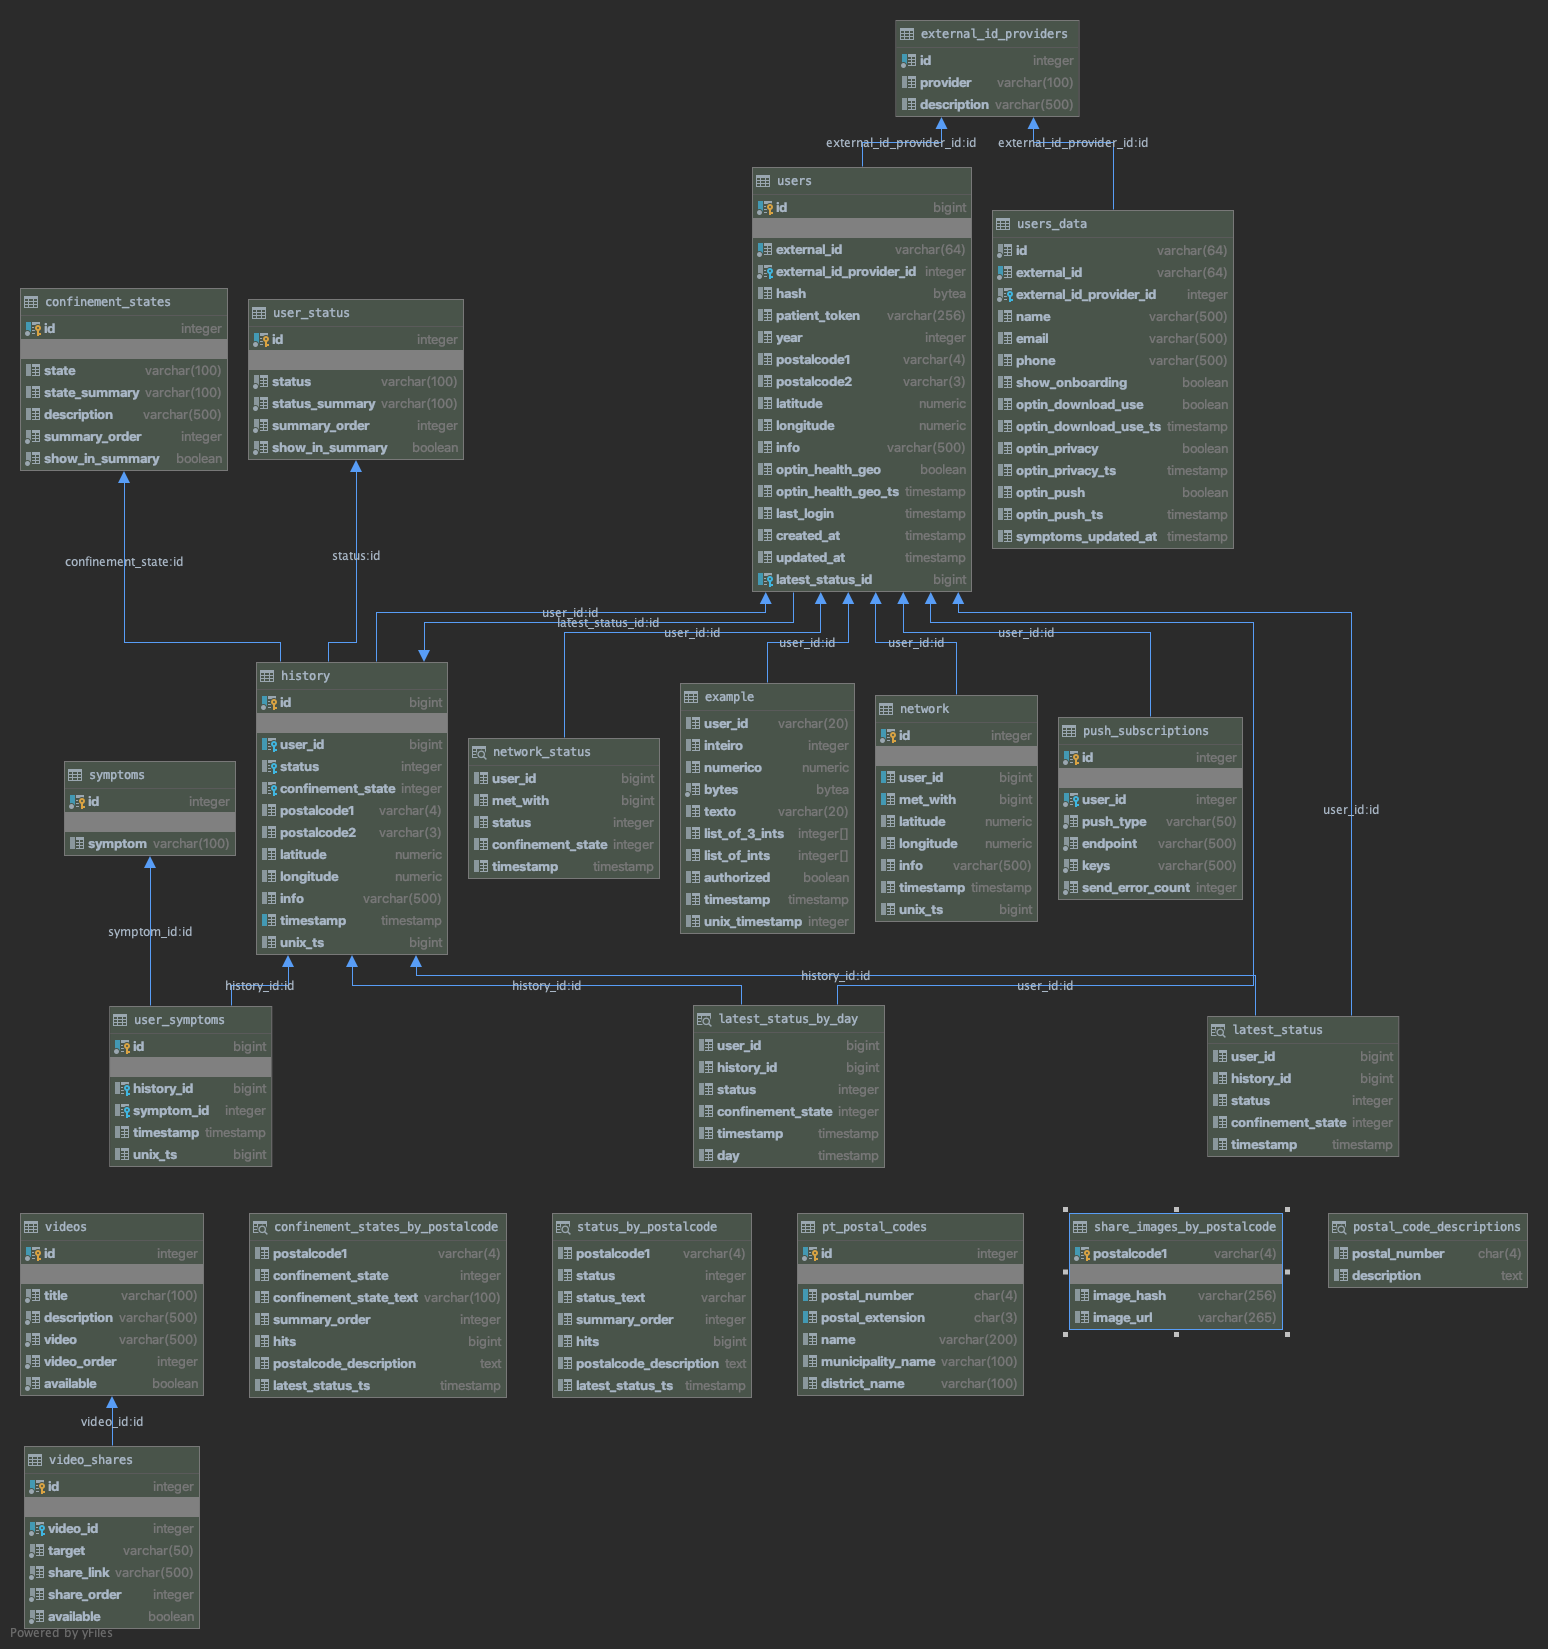 external_id_providers
id integer
provider varchar(100)
description varchar(500)
external_id_provider_id:id
external_id_provider_id:id
users
id bigint
external_id varchar(64)
external_id_provider_id integer
hash bytea
patient_token varchar(256)
year integer
postalcode1 varchar(4)
postalcode2 varchar(3)
latitude numeric
longitude numeric
info varchar(500)
optin_health_geo boolean
optin_health_geo_ts timestamp
last_login timestamp
created_at timestamp
updated_at timestamp
latest_status_id bigint
users_data
id varchar(64)
external_id varchar(64)
external_id_provider_id integer
name varchar(500)
email varchar(500)
phone varchar(500)
show_onboarding boolean
optin_download_use boolean
optin_download_use_ts timestamp
optin_privacy boolean
optin_privacy_ts timestamp
optin_push boolean
optin_push_ts timestamp
symptoms_updated_at timestamp
confinement_states
id integer
state varchar(100)
state_summary varchar(100)
description varchar(500)
summary_order integer
show_in_summary boolean
user_status
id integer
status varchar(100)
status_summary varchar(100)
summary_order integer
show_in_summary boolean
confinement_state:id
status:id
user_id:id
latest_status_id:id
user_id:id
user_id:id
user_id:id
user_id:id
history
id bigint
user_id bigint
status integer
confinement_state integer
postalcode1 varchar(4)
postalcode2 varchar(3)
latitude numeric
longitude numeric
info varchar(500)
timestamp timestamp
unix_ts bigint
network_status
user_id bigint
met_with bigint
status integer
confinement_state integer
timestamp timestamp
example
user_id varchar(20)
inteiro integer
numerico numeric
bytes bytea
texto varchar(20)
list_of_3_ints integer[]
list_of_ints integer[]
authorized boolean
timestamp timestamp
unix_timestamp integer
network
id integer
user_id bigint
met_with bigint
latitude numeric
longitude numeric
info varchar(500)
timestamp timestamp
unix_ts bigint
push_subscriptions
id integer
user_id integer
push_type varchar(50)
endpoint varchar(500)
keys varchar(500)
send_error_count integer
user_id:id
symptoms
id integer
symptom varchar(100)
symptom_id:id
history_id:id
history_id:id
history_id:id
user_id:id
user_symptoms
id bigint
history_id bigint
symptom_id integer
timestamp timestamp
unix_ts bigint
latest_status_by_day
user_id bigint
history_id bigint
status integer
confinement_state integer
timestamp timestamp
day timestamp
latest_status
user_id bigint
history_id bigint
status integer
confinement_state integer
timestamp timestamp
videos
id integer
title varchar(100)
description varchar(500)
video varchar(500)
video_order integer
available boolean
confinement_states_by_postalcode
postalcode1 varchar(4)
confinement_state integer
confinement_state_text varchar(100)
summary_order integer
hits bigint
postalcode_description text
latest_status_ts timestamp
status_by_postalcode
postalcode1 varchar(4)
status integer
status_text varchar
summary_order integer
hits bigint
postalcode_description text
latest_status_ts timestamp
pt_postal_codes
id integer
postal_number char(4)
postal_extension char(3)
name varchar(200)
municipality_name varchar(100)
district_name varchar(100)
share_images_by_postalcode
postalcode1 varchar(4)
image_hash varchar(256)
image_url varchar(265)
postal_code_descriptions
postal_number char(4)
description text
video_id:id
video_shares
id integer
video_id integer
target varchar(50)
share_link varchar(500)
share_order integer
available boolean
Powered by yFiles